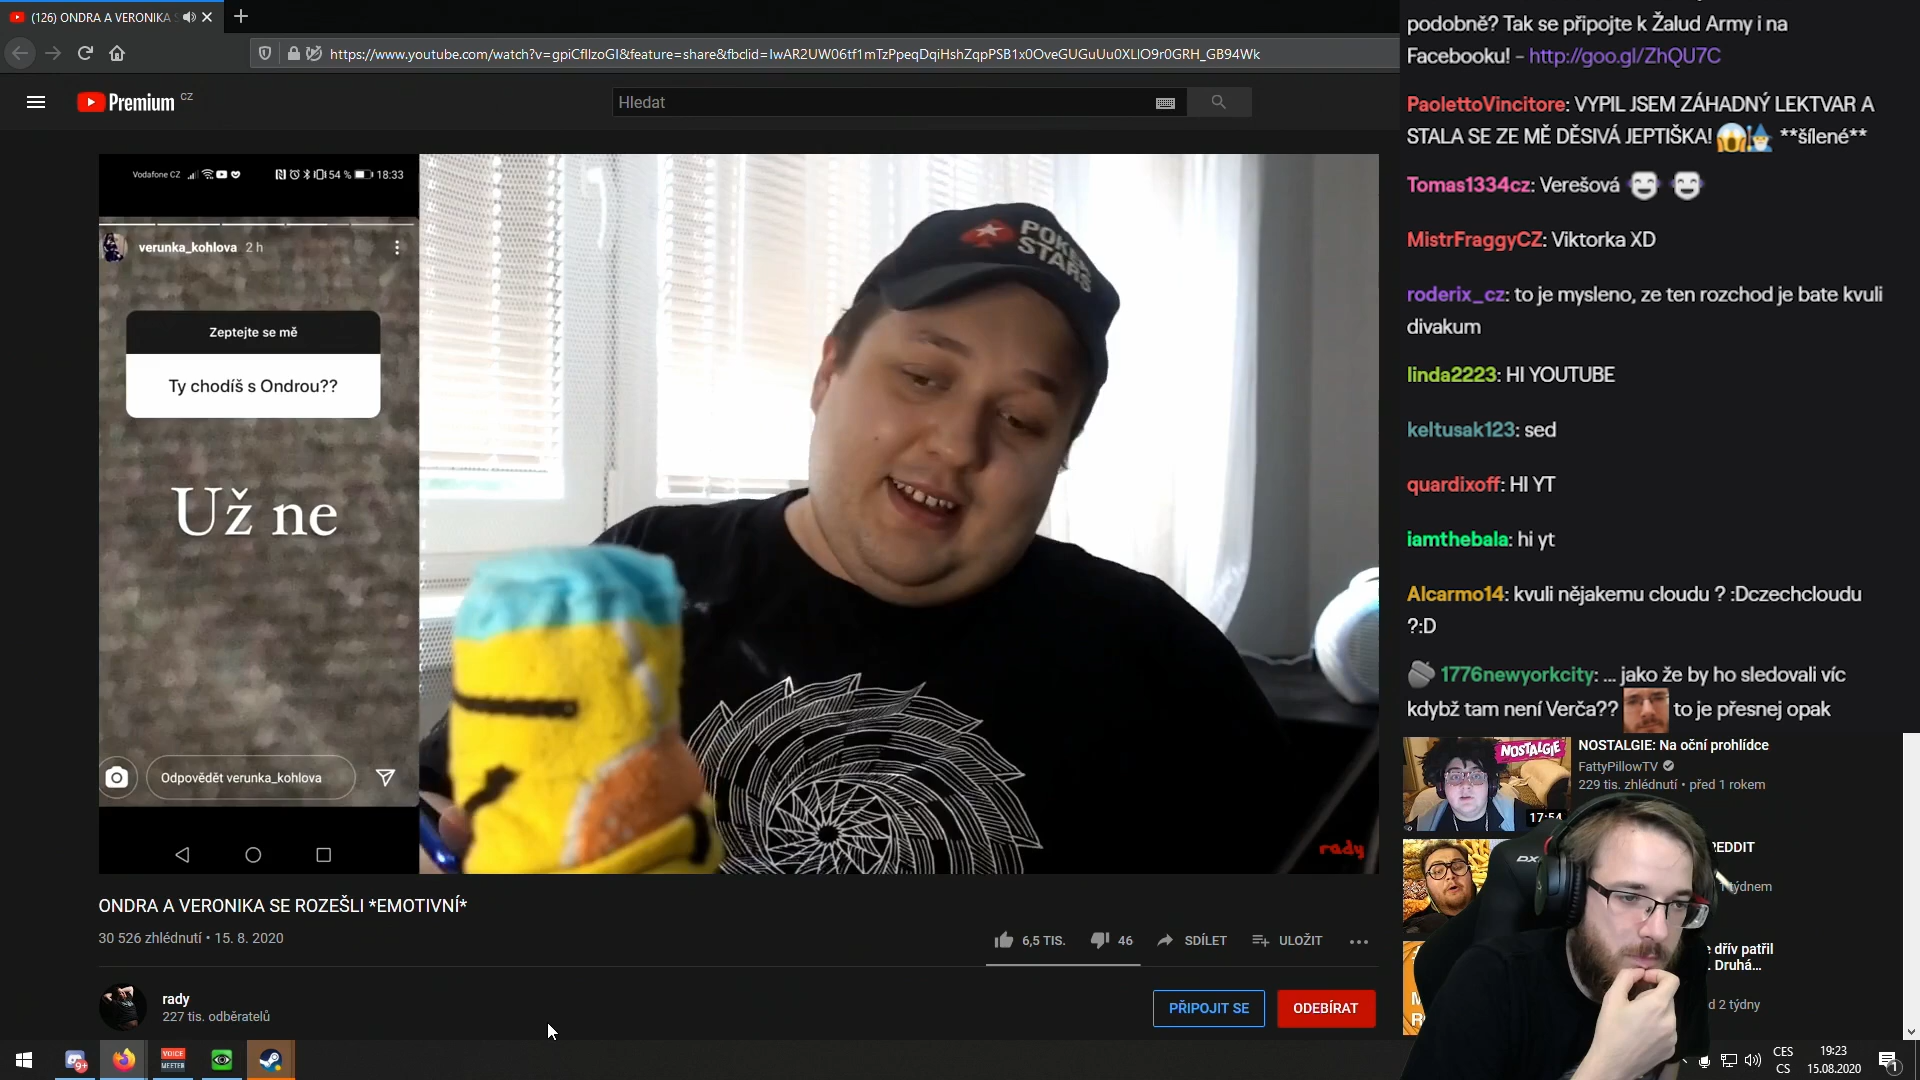 (126) ONDRA A VERONIKA S
https://www.youtube.com/watch?v=gpiCfIlzoGI&feature=share&fbclid=IwAR2UW06tf1mTzPpeqDqiHshZqpPSB1x0OveGUGuUu0XLlO9r0GRH_GB94Wk
Premium CZ
Hledat
Vodafone CZ 54 % 18:33
verunka_kohlova 2 h
Zeptejte se mě
Ty chodíš s Ondrou??
Už ne
Odpovědět verunka_kohlova
POKER
STARS
rady
ONDRA A VERONIKA SE ROZEŠLI *EMOTIVNÍ*
30 526 zhlédnutí • 15. 8. 2020
6,5 TIS. 46 SDÍLET ULOŽIT
rady
227 tis. odběratelů
PŘIPOJIT SE ODEBÍRAT
podobně? Tak se připojte k Žalud Army i na
Facebooku! - http://goo.gl/ZhQU7C
PaolettoVincitore: VYPIL JSEM ZÁHADNÝ LEKTVAR A
STALA SE ZE MĚ DĚSIVÁ JEPTIŠKA! **šílené**
Tomas1334cz: Verešová
MistrFraggyCZ: Viktorka XD
roderix_cz: to je mysleno, ze ten rozchod je bate kvuli
divakum
linda2223: HI YOUTUBE
keltusak123: sed
quardixoff: HI YT
iamthebala: hi yt
Alcarmo14: kvuli nějakemu cloudu ? :Dczechcloudu
?:D
1776newyorkcity: ... jako že by ho sledovali víc
kdybž tam není Verča?? to je přesnej opak
NOSTALGIE
17:54
NOSTALGIE: Na oční prohlídce
FattyPillowTV
229 tis. zhlédnutí • před 1 rokem
REDDIT
týdnem
dřív patřil
. Druhá...
d 2 týdny
DX
9+
VOICE
MEETER
CES
CS
19:23
15.08.2020
1